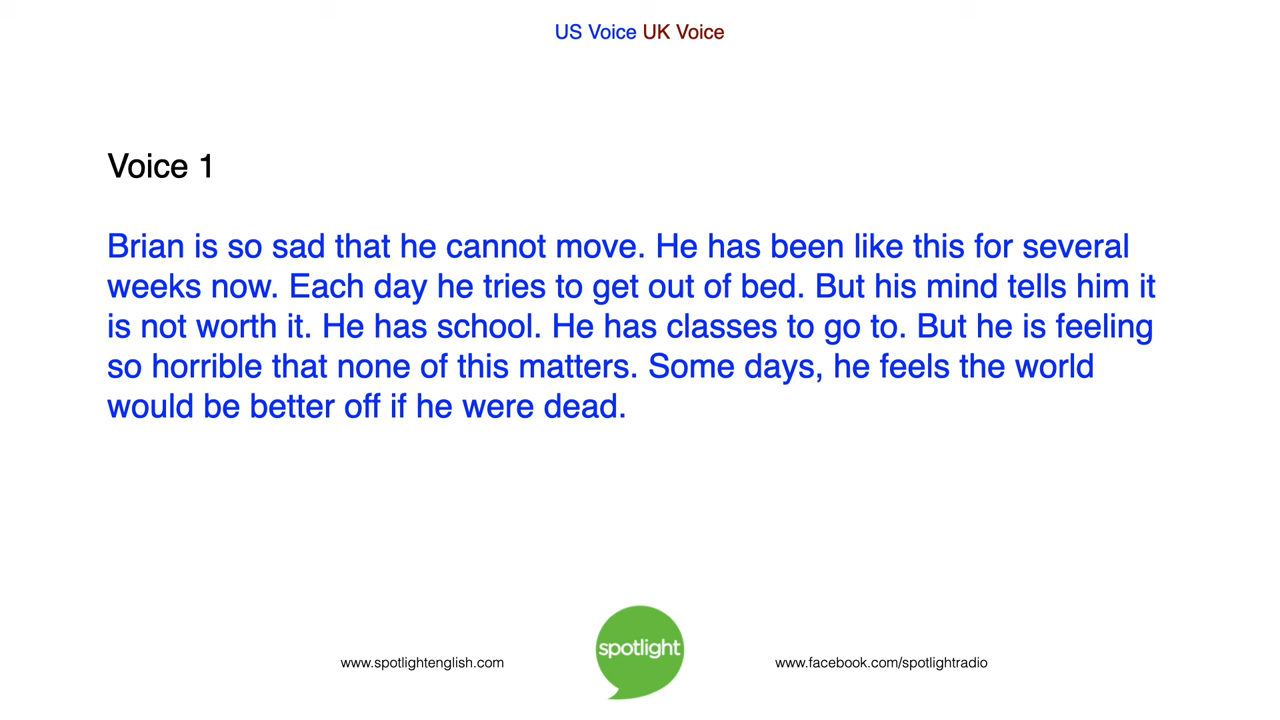 US Voice UK Voice
Voice 1
Brian is so sad that he cannot move. He has been like this for several
weeks now. Each day he tries to get out of bed. But his mind tells him it
is not worth it. He has school. He has classes to go to. But he is feeling
so horrible that none of this matters. Some days, he feels the world
would be better off if he were dead.
www.spotlightenglish.com
spotlight
www.facebook.com/spotlightradio